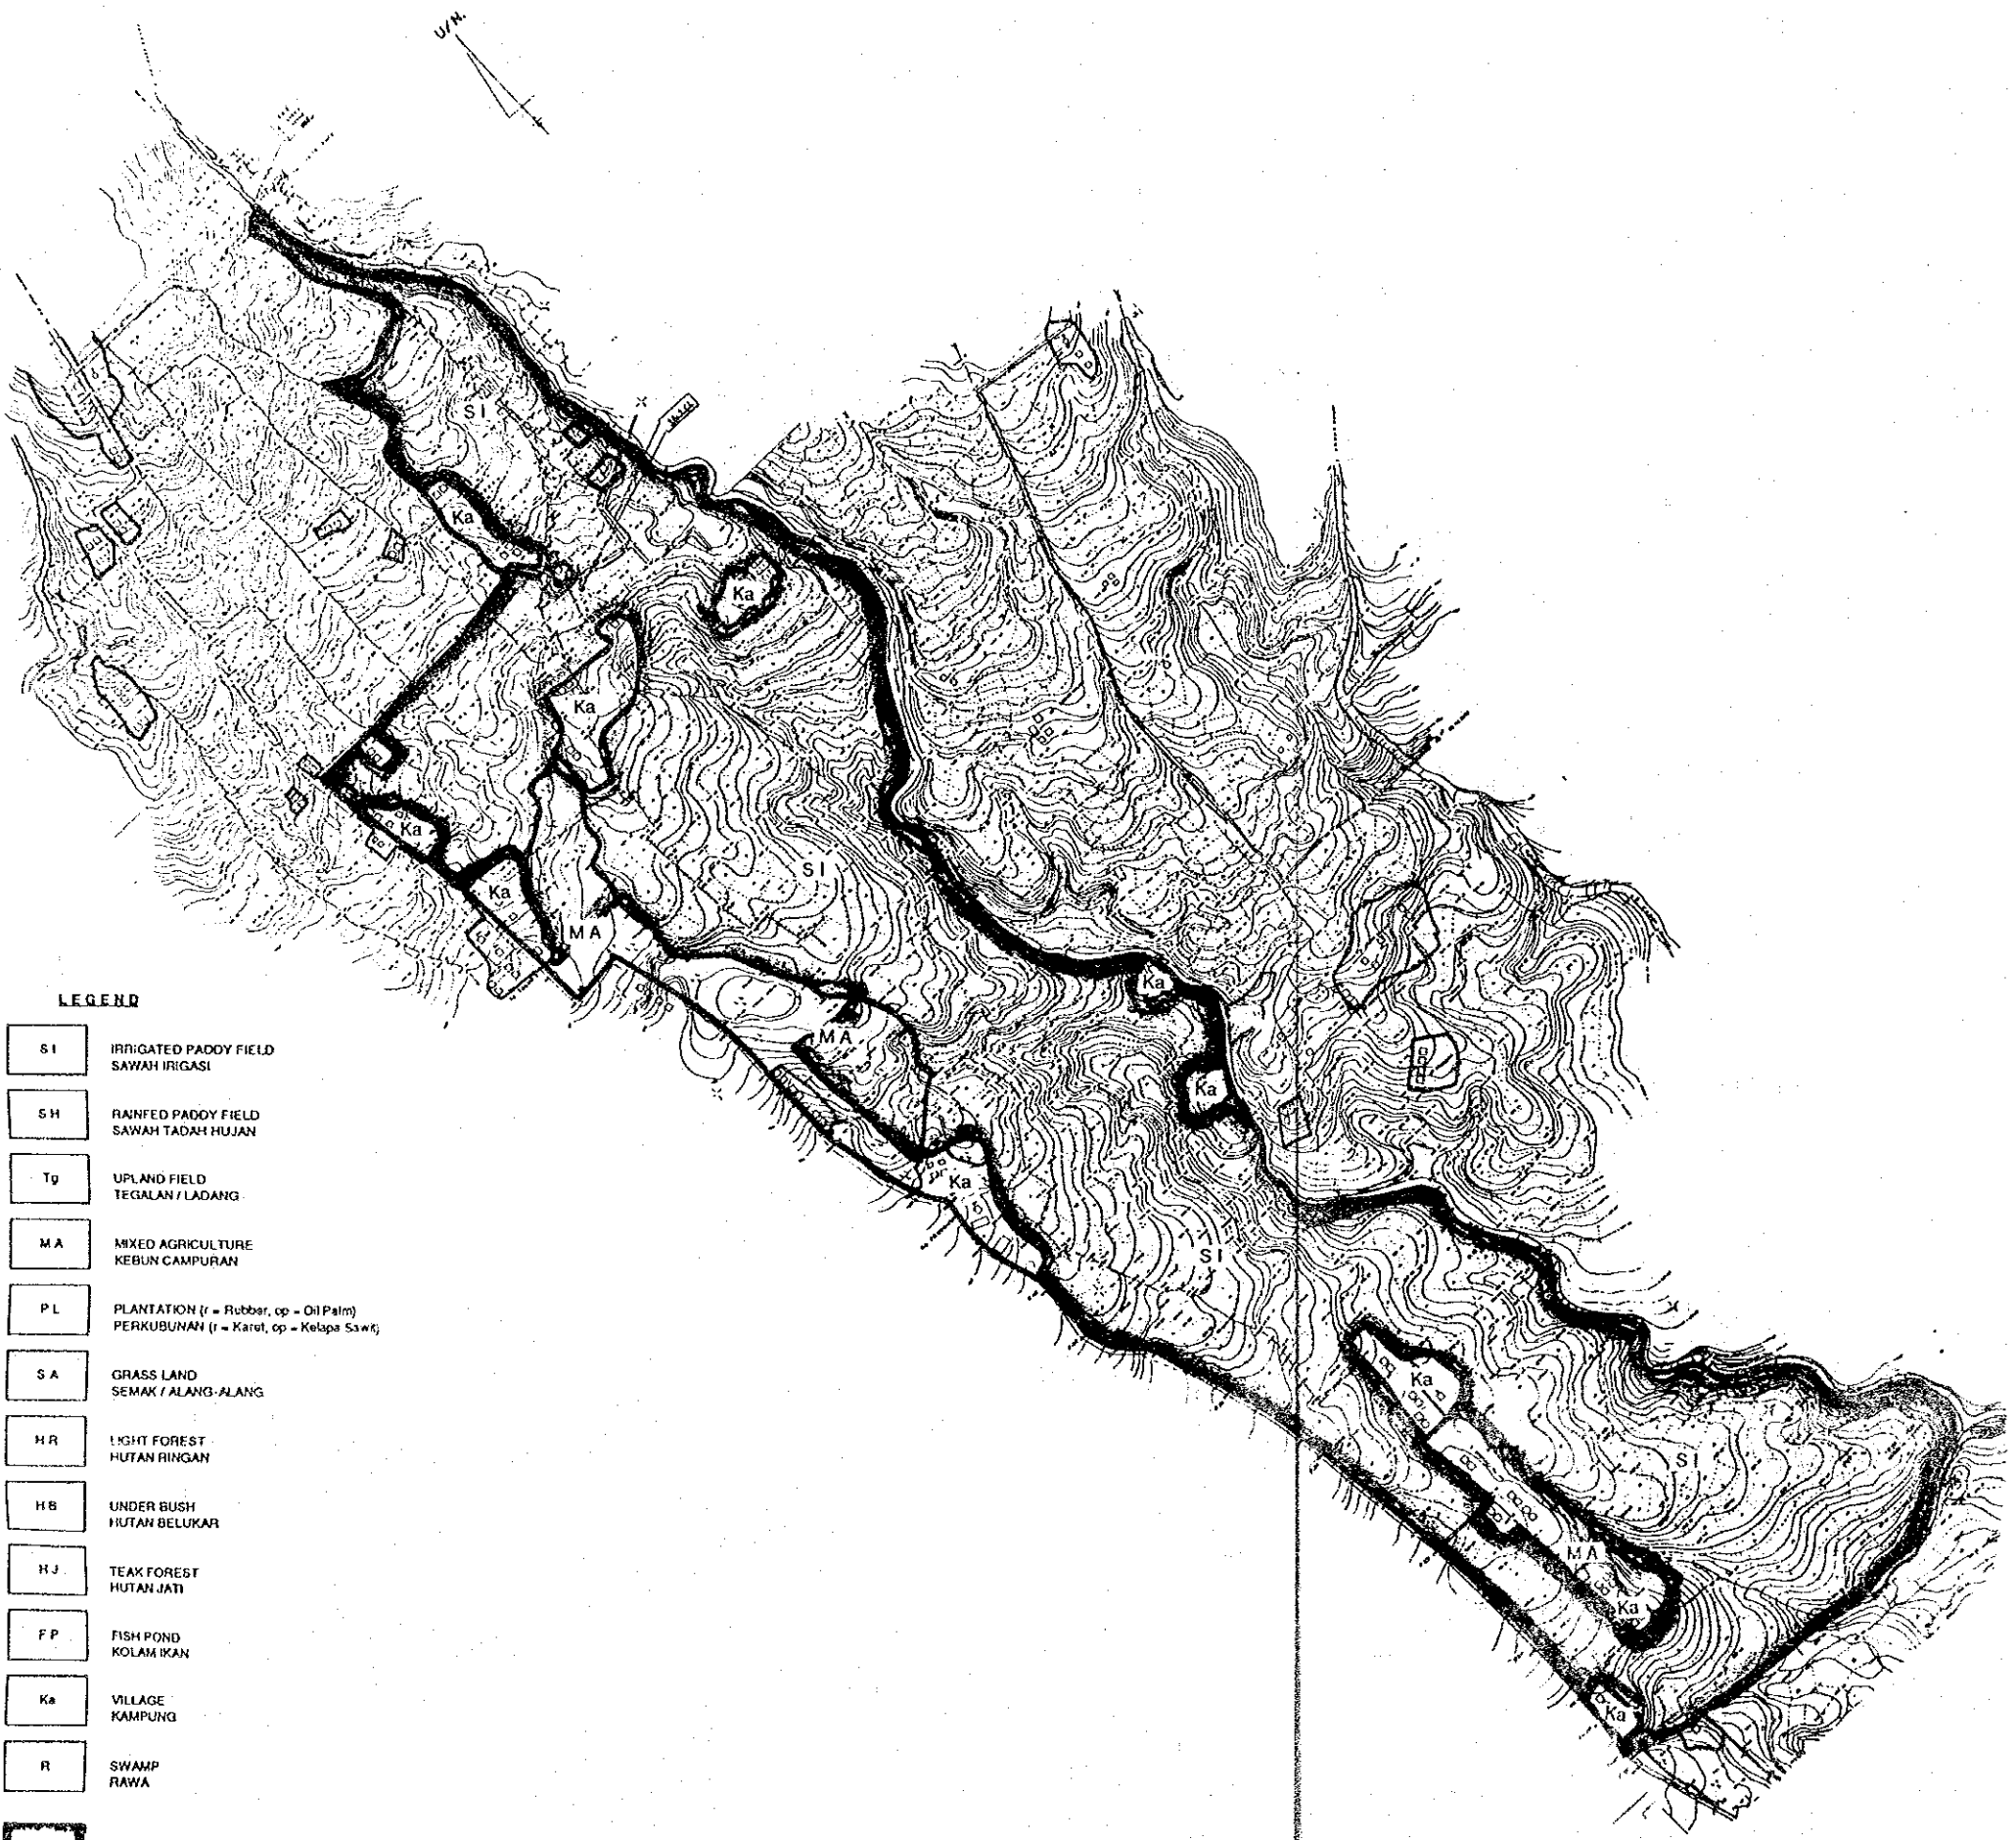 U/N.
SI
Ka
Ka
Ka
Ka
SI
Ka
MA
Ka
MA
Ka
Ka
SI
Ka
SI
MA
Ka
Ka
LEGEND
SI
IRRIGATED PADDY FIELD
SAWAH IRIGASI
SH
RAINFED PADDY FIELD
SAWAH TADAH HUJAN
Tg
UPLAND FIELD
TEGALAN / LADANG
MA
MIXED AGRICULTURE
KEBUN CAMPURAN
PL
PLANTATION (r = Rubber, op = Oil Palm)
PERKUBUNAN (r = Karet, op = Kelapa Sawit)
SA
GRASS LAND
SEMAK / ALANG-ALANG
HR
LIGHT FOREST
HUTAN RINGAN
HB
UNDER BUSH
HUTAN BELUKAR
HJ
TEAK FOREST
HUTAN JATI
FP
FISH POND
KOLAM IKAN
Ka
VILLAGE
KAMPUNG
R
SWAMP
RAWA